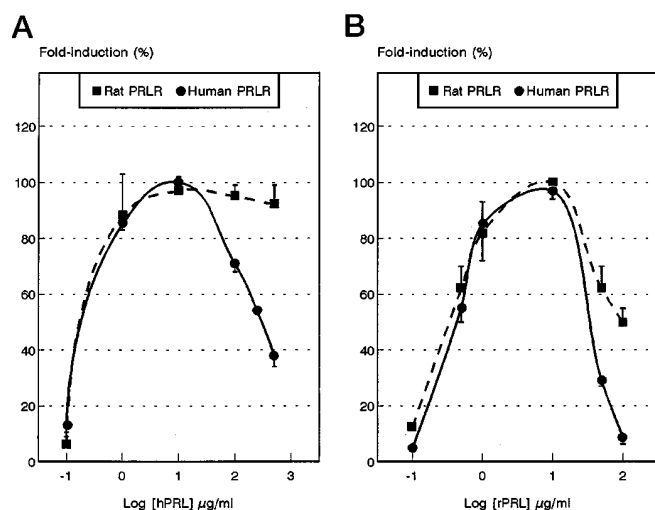 A
Fold-induction (%)
■ Rat PRLR ● Human PRLR
120
100
80
60
40
20
0
-1 0 1 2 3
Log [hPRL] µg/ml
B
Fold-induction (%)
■ Rat PRLR ● Human PRLR
120
100
80
60
40
20
0
-1 0 1 2
Log [rPRL] µg/ml